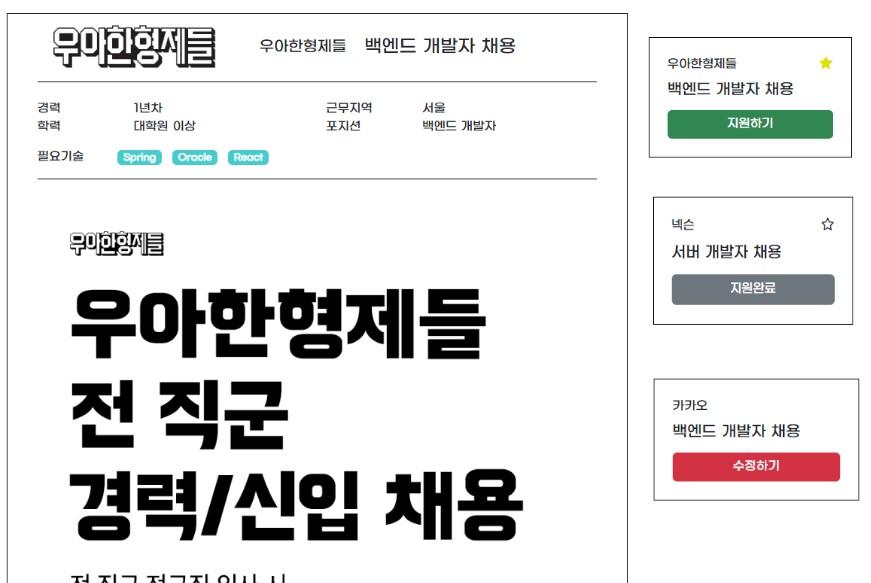 우아한형제들
우아한형제들 백엔드 개발자 채용
경력 1년차 근무지역 서울
학력 대학원 이상 포지션 백엔드 개발자
필요기술 Spring Oracle React
우아한형제들
우아한형제들
전 직군
경력/신입 채용
우아한형제들
백엔드 개발자 채용
지원하기
넥슨
서버 개발자 채용
지원완료
카카오
백엔드 개발자 채용
수정하기